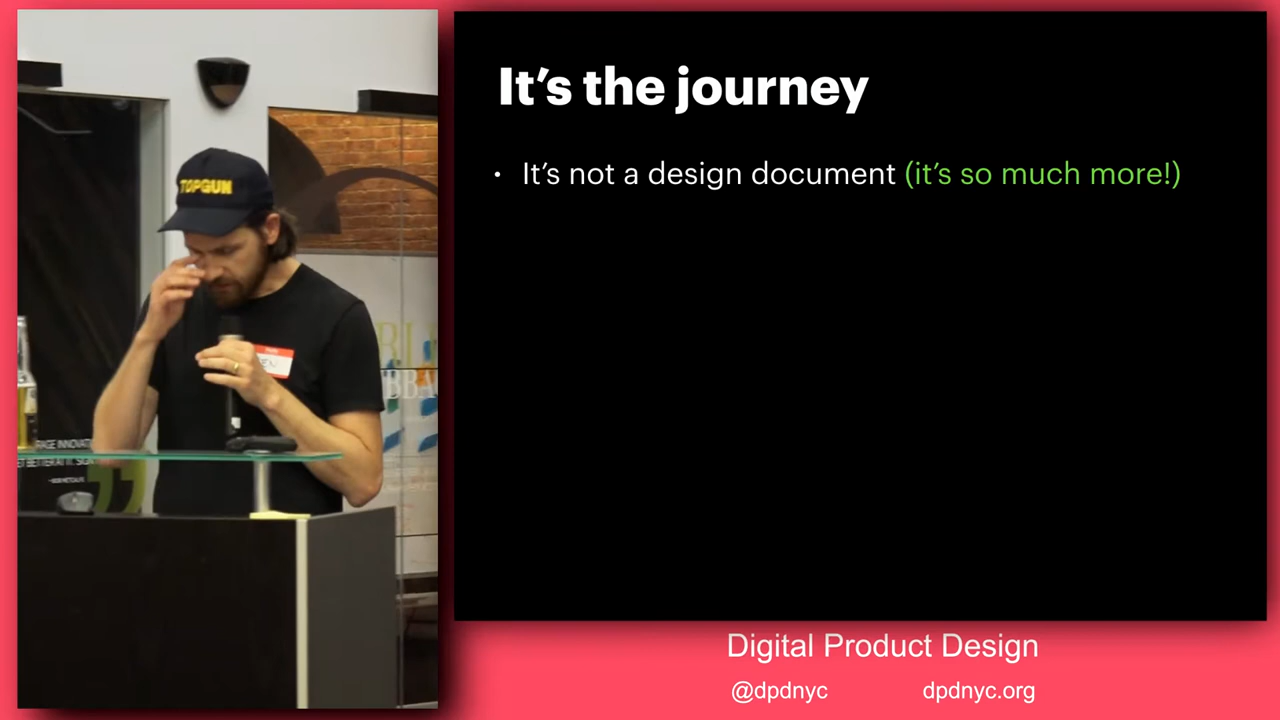 TOPGUN
It's the journey
• It's not a design document (it's so much more!)
Digital Product Design
@dpdnyc
dpdnyc.org